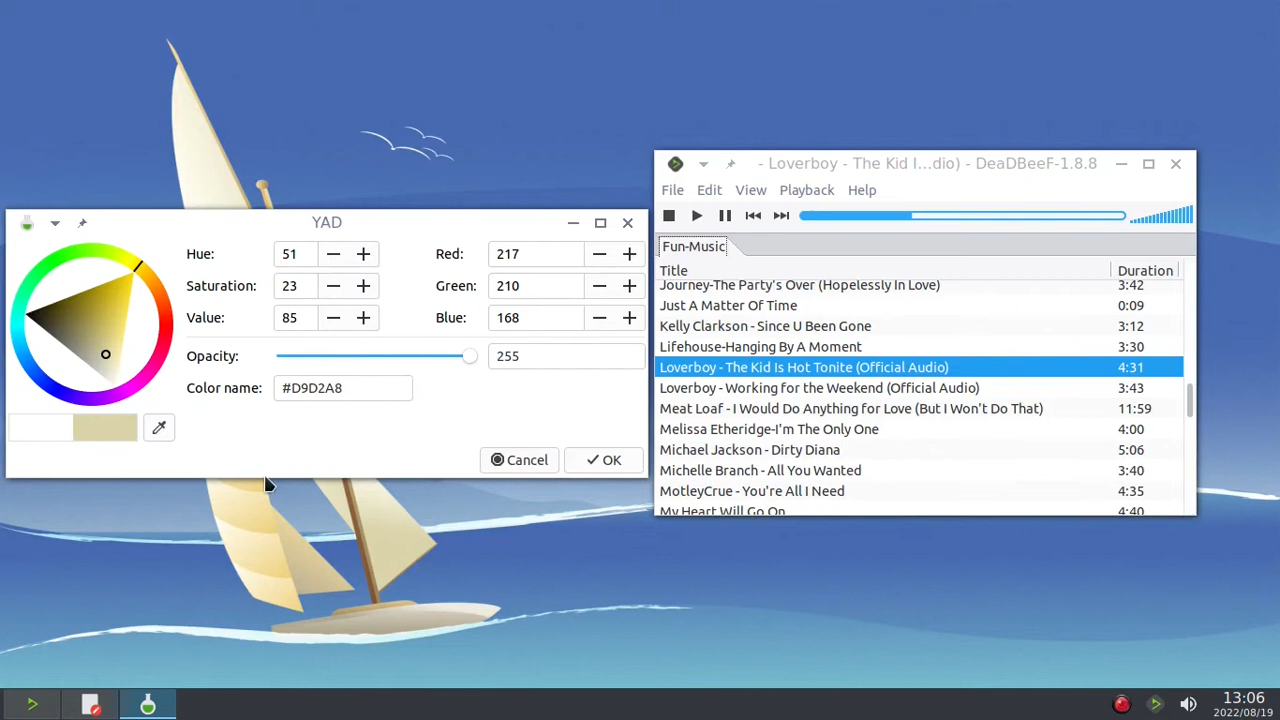 YAD
Hue: 51 Red: 217
Saturation: 23 Green: 210
Value: 85 Blue: 168
Opacity: 255
Color name: #D9D2A8
Cancel OK
- Loverboy - The Kid I...dio) - DeaDBeeF-1.8.8
File Edit View Playback Help
Fun-Music
Title Duration
Journey-The Party's Over (Hopelessly In Love) 3:42
Just A Matter Of Time 0:09
Kelly Clarkson - Since U Been Gone 3:12
Lifehouse-Hanging By A Moment 3:30
Loverboy - The Kid Is Hot Tonite (Official Audio) 4:31
Loverboy - Working for the Weekend (Official Audio) 3:43
Meat Loaf - I Would Do Anything for Love (But I Won't Do That) 11:59
Melissa Etheridge-I'm The Only One 4:00
Michael Jackson - Dirty Diana 5:06
Michelle Branch - All You Wanted 3:40
MotleyCrue - You're All I Need 4:35
My Heart Will Go On 4:40
13:06
2022/08/19